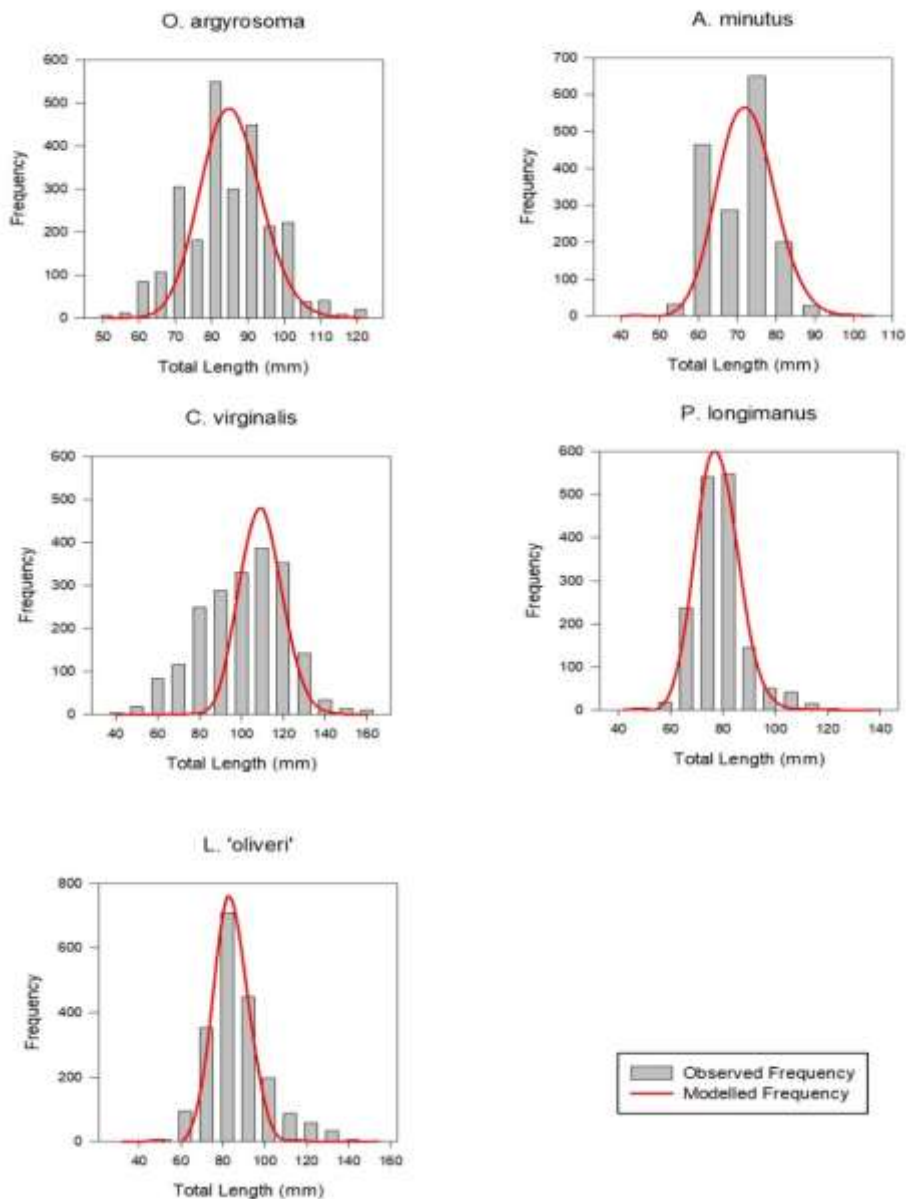 O. argyrosoma
600
500
400
300
200
100
0
Frequency
50 60 70 80 90 100 110 120
Total Length (mm)
A. minutus
700
600
500
400
300
200
100
0
Frequency
40 50 60 70 80 90 100 110
Total Length (mm)
C. virginalis
600
500
400
300
200
100
0
Frequency
40 60 80 100 120 140 160
Total Length (mm)
P. longimanus
600
500
400
300
200
100
0
Frequency
40 60 80 100 120 140
Total Length (mm)
L. 'oliveri'
800
600
400
200
0
Frequency
40 60 80 100 120 140 160
Total Length (mm)
Observed Frequency
Modelled Frequency